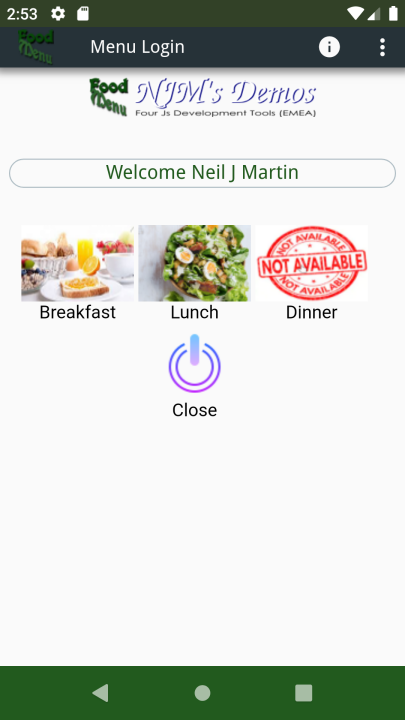 2:53
Food Menu
Menu Login
Food Menu
NJM's Demos
Four Js Development Tools (EMEA)
Welcome Neil J Martin
NOT AVAILABLE
NOT AVAILABLE
NOT AVAILABLE
Breakfast
Lunch
Dinner
Close